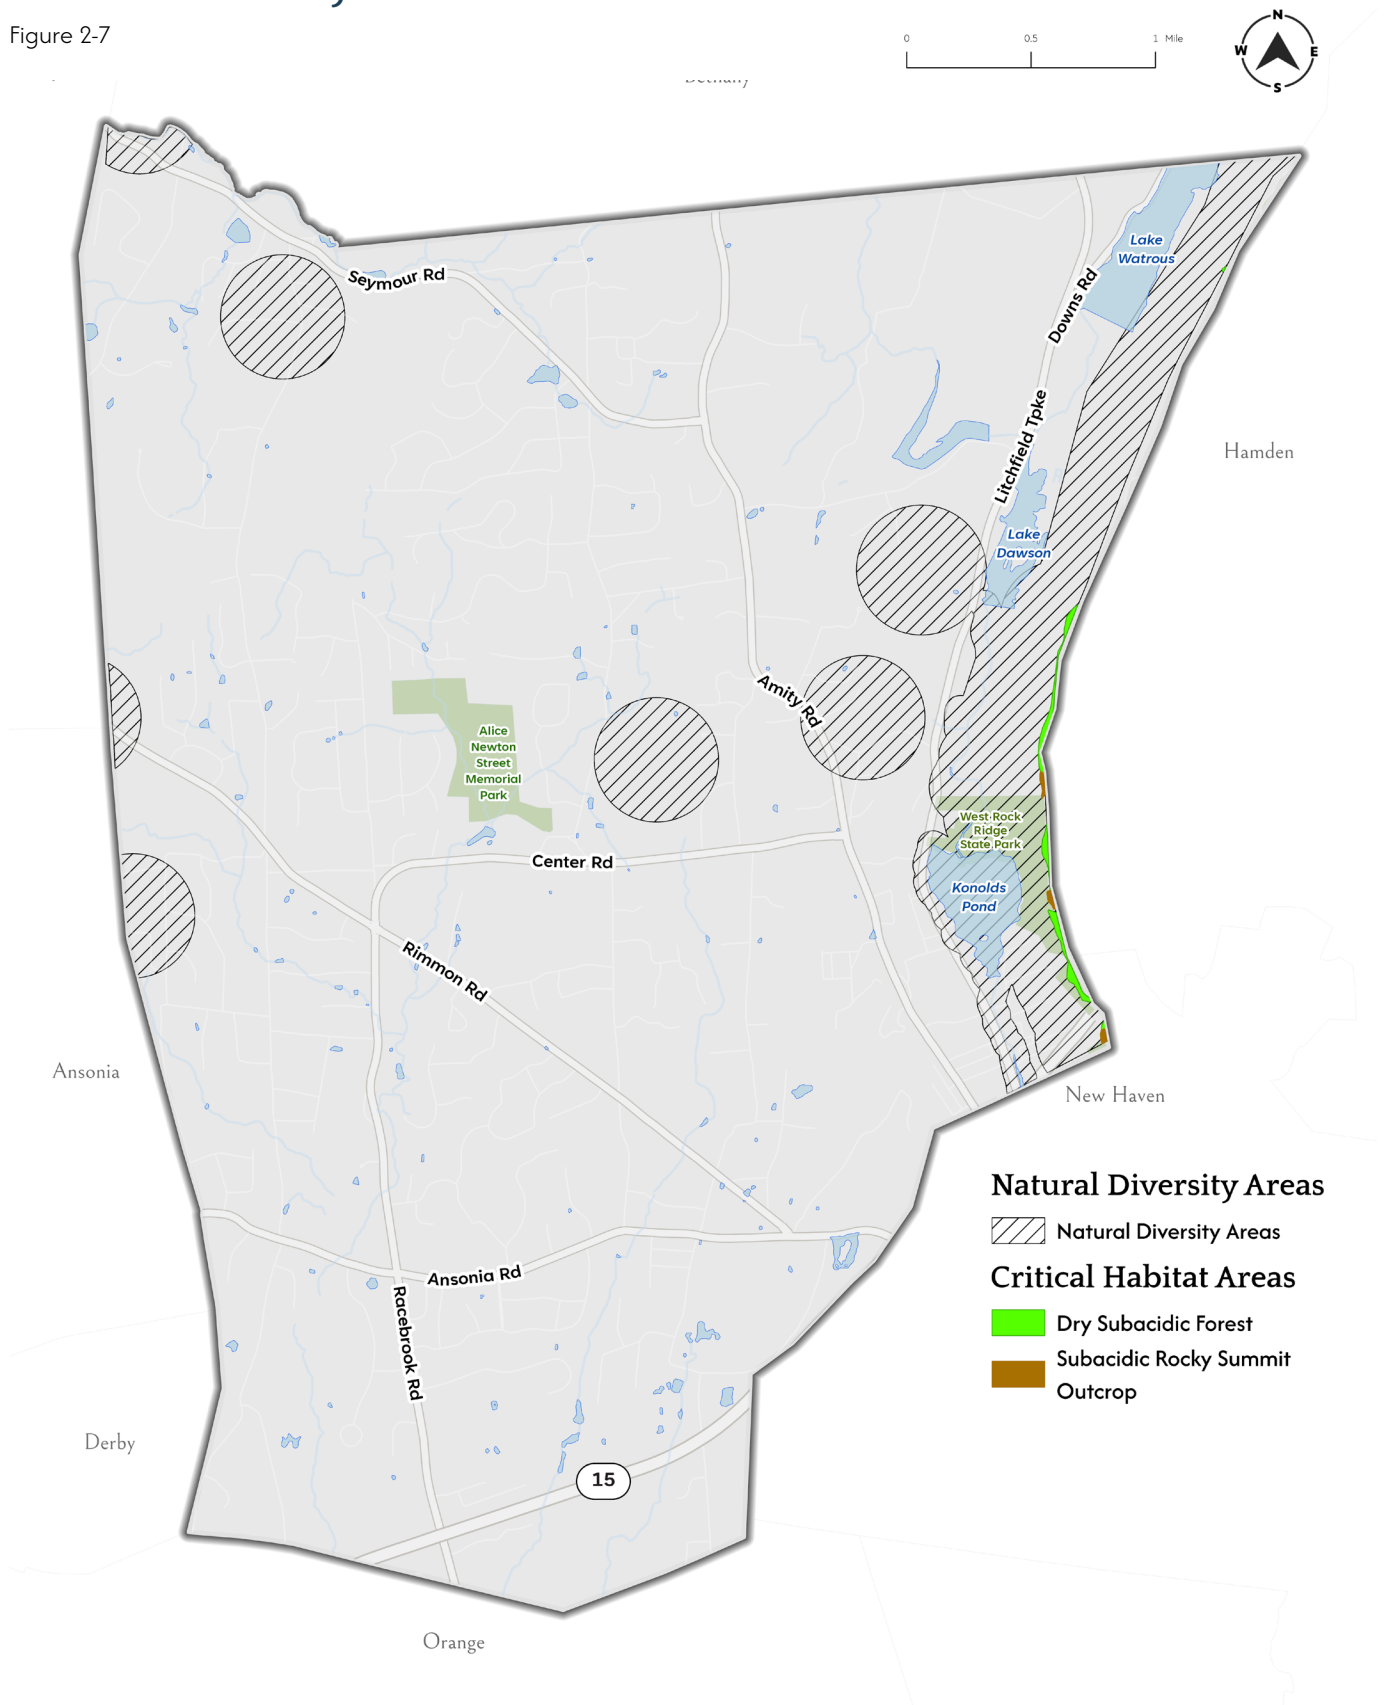 Figure 2-7
0 0.5 1 Mile
N
W E
S
Bethany
Lake
Watrous
Seymour Rd
Downs Rd
Litchfield Tpke
Hamden
Lake
Dawson
Amity Rd
Alice
Newton
Street
Memorial
Park
West Rock
Ridge
State Park
Center Rd
Konolds
Pond
Rimmon Rd
Ansonia
New Haven
Natural Diversity Areas
Natural Diversity Areas
Critical Habitat Areas
Ansonia Rd
Racebrook Rd
Dry Subacidic Forest
Subacidic Rocky Summit
Outcrop
Derby
15
Orange